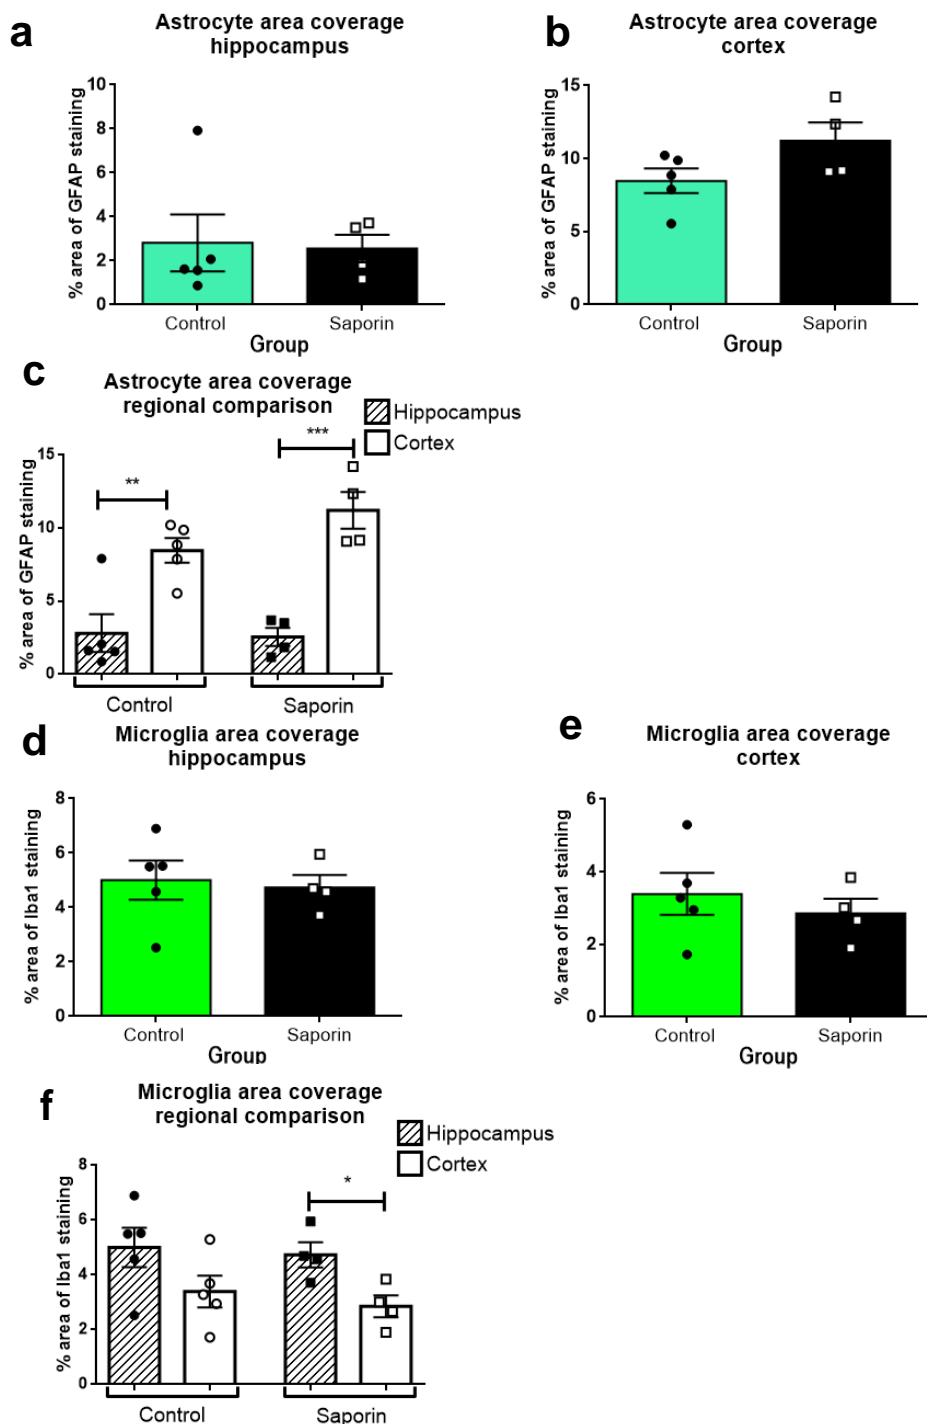 a
Astrocyte area coverage
hippocampus
% area of GFAP staining
10
8
6
4
2
0
Control
Saporin
Group
b
Astrocyte area coverage
cortex
% area of GFAP staining
15
10
5
0
Control
Saporin
Group
c
Astrocyte area coverage
regional comparison
Hippocampus
Cortex
% area of GFAP staining
15
10
5
0
**
***
Control
Saporin
d
Microglia area coverage
hippocampus
% area of Iba1 staining
8
6
4
2
0
Control
Saporin
Group
e
Microglia area coverage
cortex
% area of Iba1 staining
6
4
2
0
Control
Saporin
Group
f
Microglia area coverage
regional comparison
Hippocampus
Cortex
% area of Iba1 staining
8
6
4
2
0
*
Control
Saporin